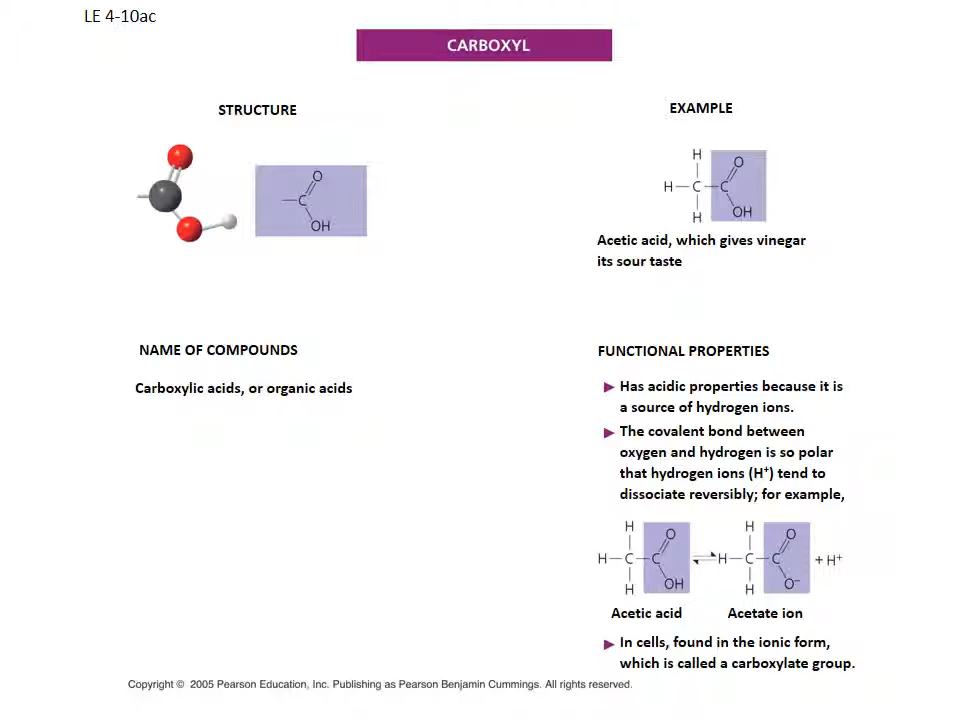 LE 4-10ac
CARBOXYL
STRUCTURE
C
O
OH
EXAMPLE
H
O
H
C
C
H
OH
Acetic acid, which gives vinegar
its sour taste
NAME OF COMPOUNDS
Carboxylic acids, or organic acids
FUNCTIONAL PROPERTIES
Has acidic properties because it is
a source of hydrogen ions.
The covalent bond between
oxygen and hydrogen is so polar
that hydrogen ions (H⁺) tend to
dissociate reversibly; for example,
H
O
H
C
C
H
OH
H
O
H
C
C
H
O⁻
+ H⁺
Acetic acid
Acetate ion
In cells, found in the ionic form,
which is called a carboxylate group.
Copyright © 2005 Pearson Education, Inc. Publishing as Pearson Benjamin Cummings. All rights reserved.